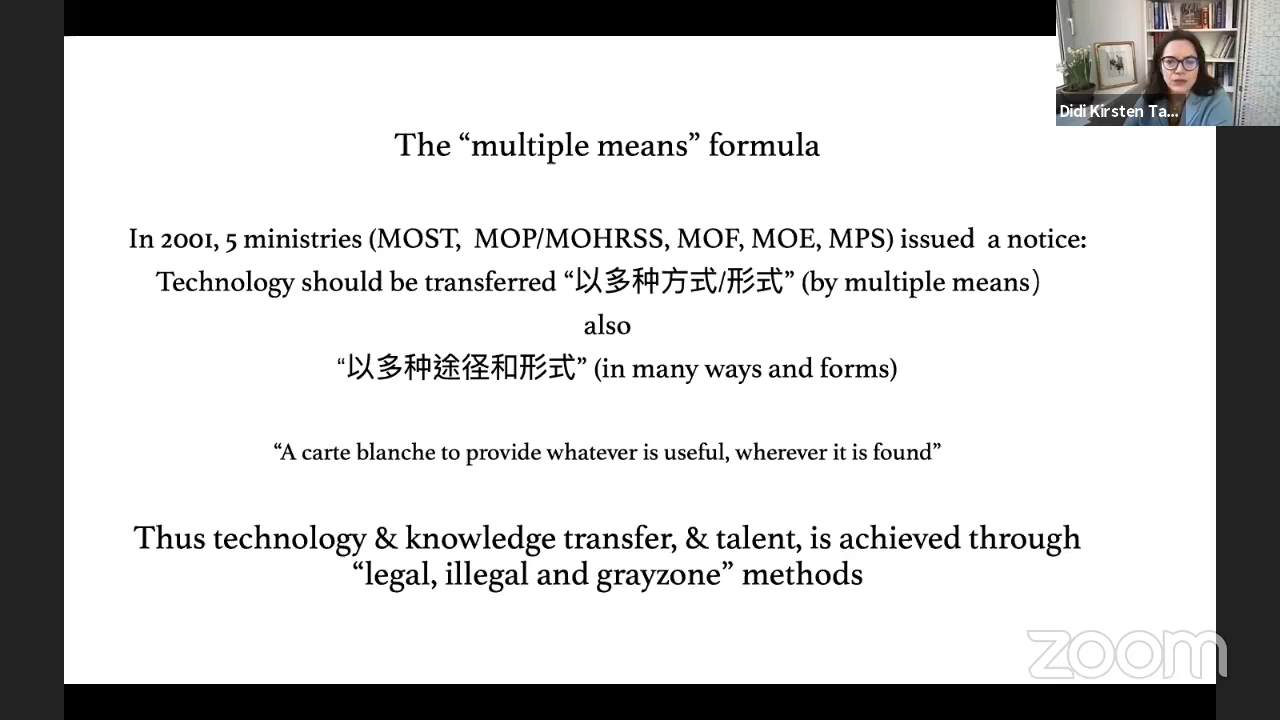 Didi Kirsten Ta...
The “multiple means” formula
In 2001, 5 ministries (MOST, MOP/MOHRSS, MOF, MOE, MPS) issued a notice:
Technology should be transferred “以多种方式/形式” (by multiple means）
also
“以多种途径和形式” (in many ways and forms)
“A carte blanche to provide whatever is useful, wherever it is found”
Thus technology & knowledge transfer, & talent, is achieved through
“legal, illegal and grayzone” methods
zoom